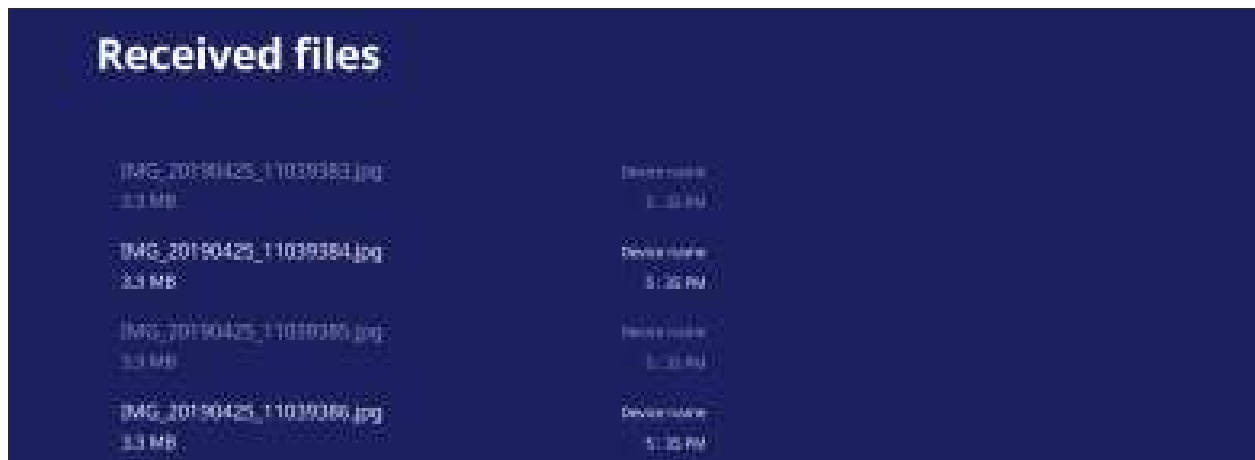 Received files
IMG_20190425_11039383.jpg
Device name
3.3 MB
5 : 35 PM
IMG_20190425_11039384.jpg
Device name
3.3 MB
5 : 35 PM
IMG_20190425_11039385.jpg
Device name
3.3 MB
5 : 35 PM
IMG_20190425_11039386.jpg
Device name
3.3 MB
5 : 35 PM